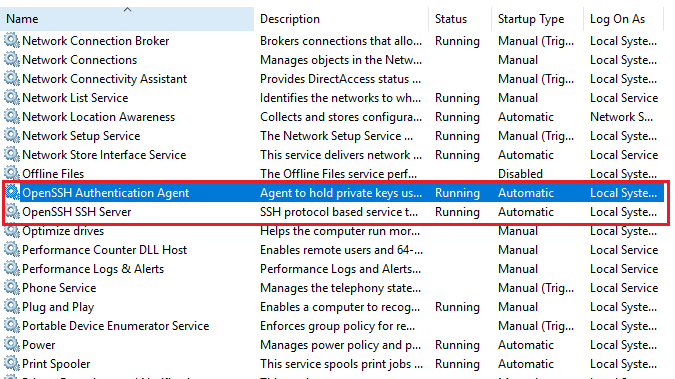 Name Description Status Startup Type Log On As
Network Connection Broker Brokers connections that allo... Running Manual (Trig... Local Syste...
Network Connections Manages objects in the Netw... Manual Local Syste...
Network Connectivity Assistant Provides DirectAccess status ... Manual (Trig... Local Syste...
Network List Service Identifies the networks to wh... Running Manual Local Service
Network Location Awareness Collects and stores configura... Running Automatic Network S...
Network Setup Service The Network Setup Service ... Manual (Trig... Local Syste...
Network Store Interface Service This service delivers network ... Running Automatic Local Service
Offline Files The Offline Files service perf... Disabled Local Syste...
OpenSSH Authentication Agent Agent to hold private keys us... Running Automatic Local Syste...
OpenSSH SSH Server SSH protocol based service t... Running Automatic Local Syste...
Optimize drives Helps the computer run mor... Manual Local Syste...
Performance Counter DLL Host Enables remote users and 64-... Manual Local Service
Performance Logs & Alerts Performance Logs and Alerts... Manual Local Service
Phone Service Manages the telephony state... Manual (Trig... Local Service
Plug and Play Enables a computer to recog... Running Manual Local Syste...
Portable Device Enumerator Service Enforces group policy for re... Manual (Trig... Local Syste...
Power Manages power policy and p... Running Automatic Local Syste...
Print Spooler This service spools print jobs ... Running Automatic Local Syste...